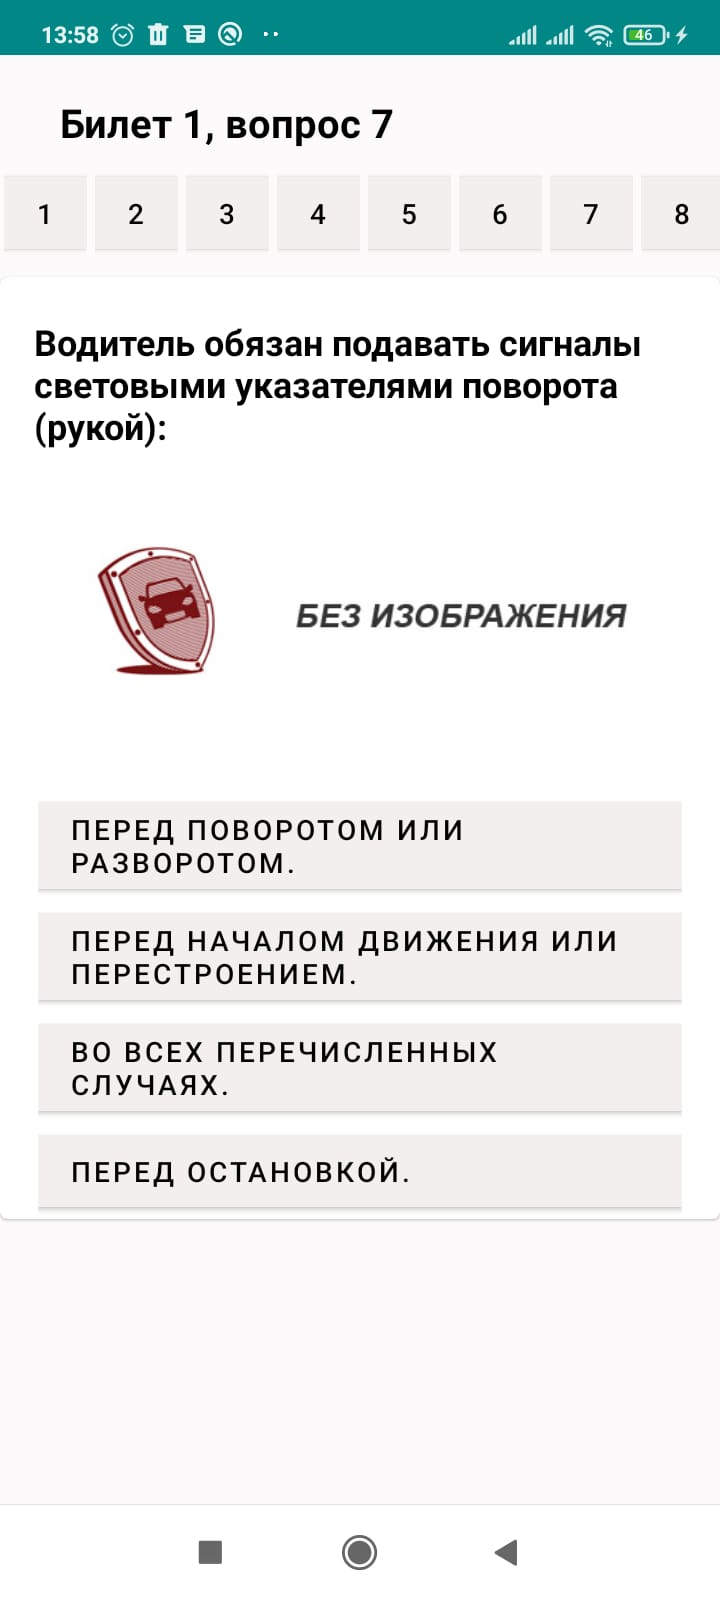 13:58
46
Билет 1, вопрос 7
1 2 3 4 5 6 7 8
Водитель обязан подавать сигналы
световыми указателями поворота
(рукой):
БЕЗ ИЗОБРАЖЕНИЯ
ПЕРЕД ПОВОРОТОМ ИЛИ
РАЗВОРОТОМ.
ПЕРЕД НАЧАЛОМ ДВИЖЕНИЯ ИЛИ
ПЕРЕСТРОЕНИЕМ.
ВО ВСЕХ ПЕРЕЧИСЛЕННЫХ
СЛУЧАЯХ.
ПЕРЕД ОСТАНОВКОЙ.